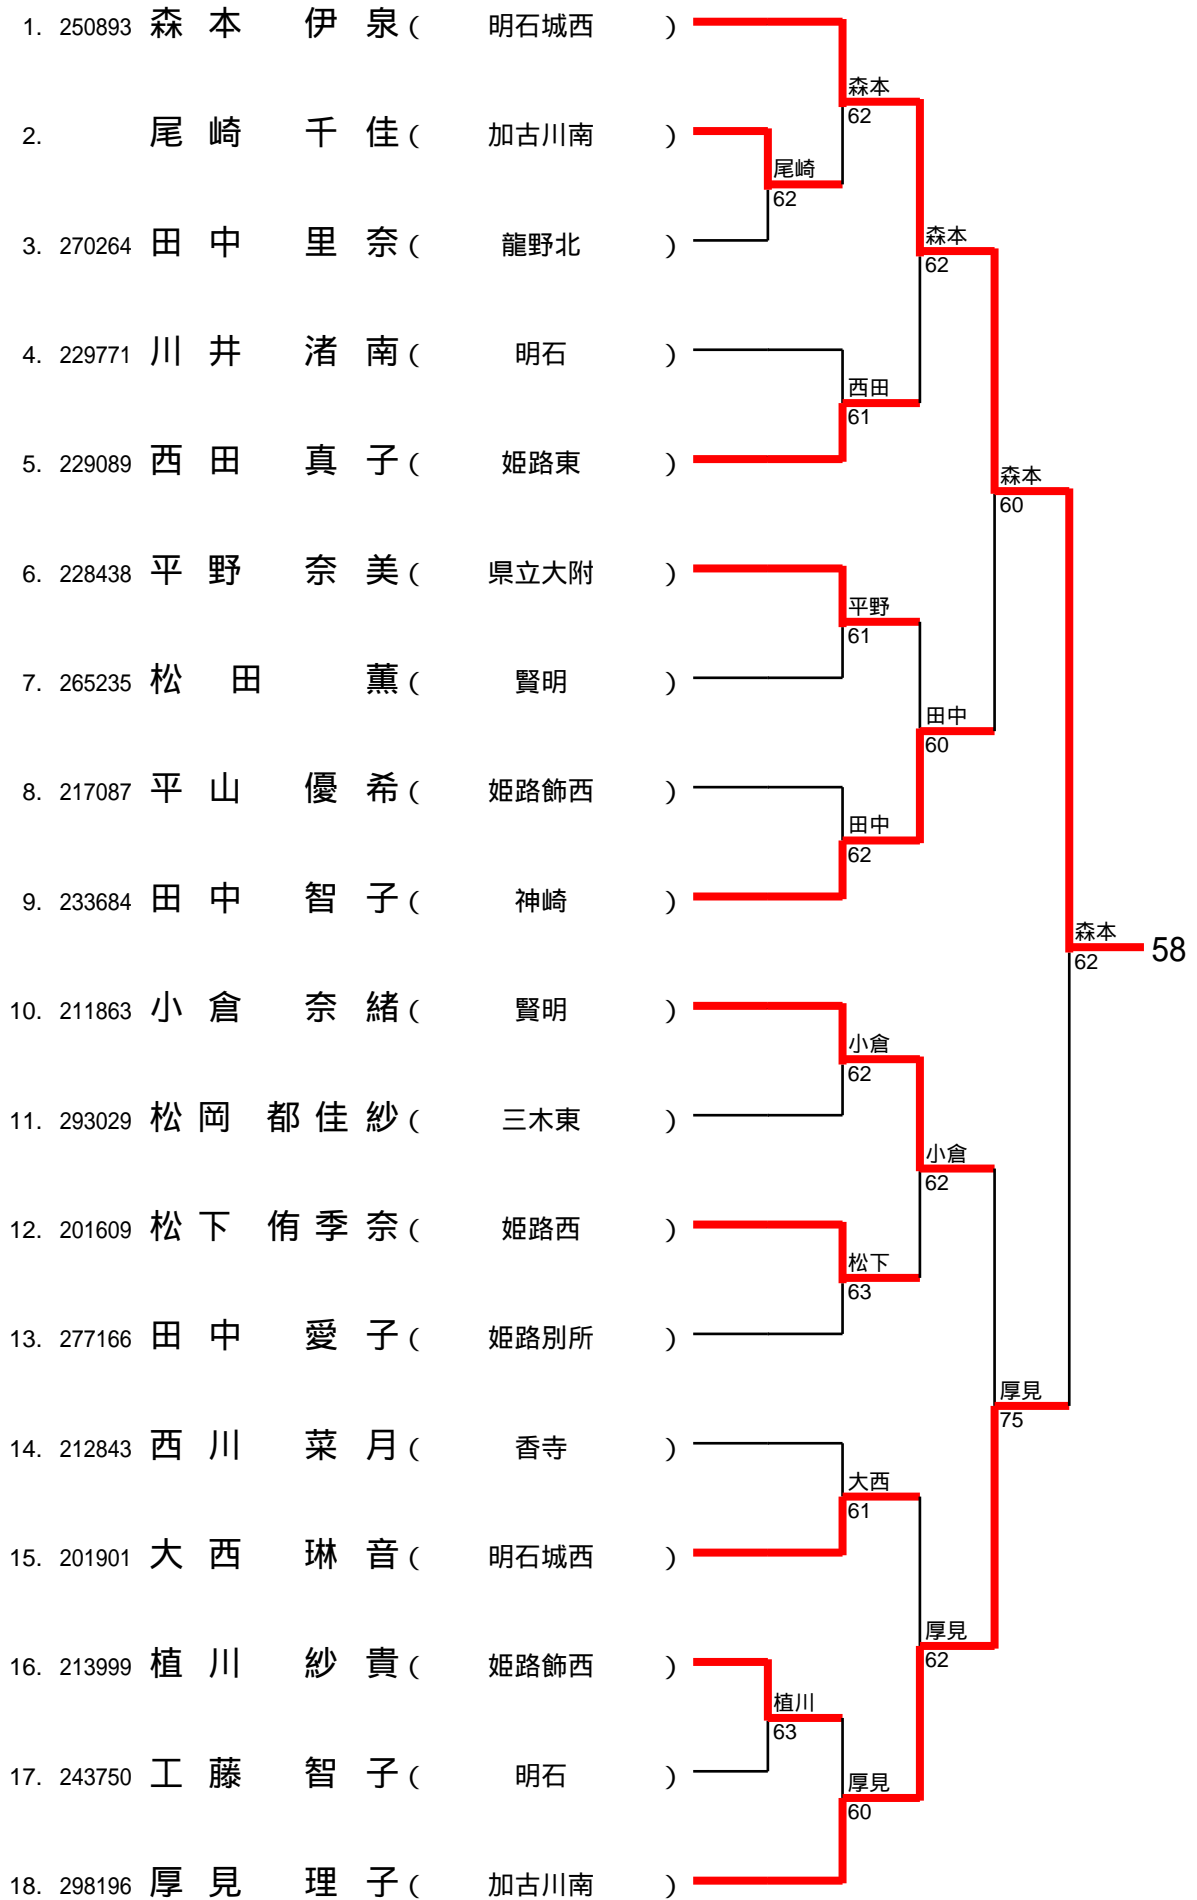 1. 250893 森本 伊泉 ( 明石城西 )
森本
62
2. 尾崎 千佳 ( 加古川南 )
尾崎
62
3. 270264 田中 里奈 ( 龍野北 )
森本
62
4. 229771 川井 渚南 ( 明石 )
西田
61
5. 229089 西田 真子 ( 姫路東 )
森本
60
6. 228438 平野 奈美 ( 県立大附 )
平野
61
7. 265235 松田 薫 ( 賢明 )
田中
60
8. 217087 平山 優希 ( 姫路飾西 )
田中
62
9. 233684 田中 智子 ( 神崎 )
森本
62
58
10. 211863 小倉 奈緒 ( 賢明 )
小倉
62
11. 293029 松岡 都佳紗 ( 三木東 )
小倉
62
12. 201609 松下 侑季奈 ( 姫路西 )
松下
63
13. 277166 田中 愛子 ( 姫路別所 )
厚見
75
14. 212843 西川 菜月 ( 香寺 )
大西
61
15. 201901 大西 琳音 ( 明石城西 )
厚見
62
16. 213999 植川 紗貴 ( 姫路飾西 )
植川
63
17. 243750 工藤 智子 ( 明石 )
厚見
60
18. 298196 厚見 理子 ( 加古川南 )